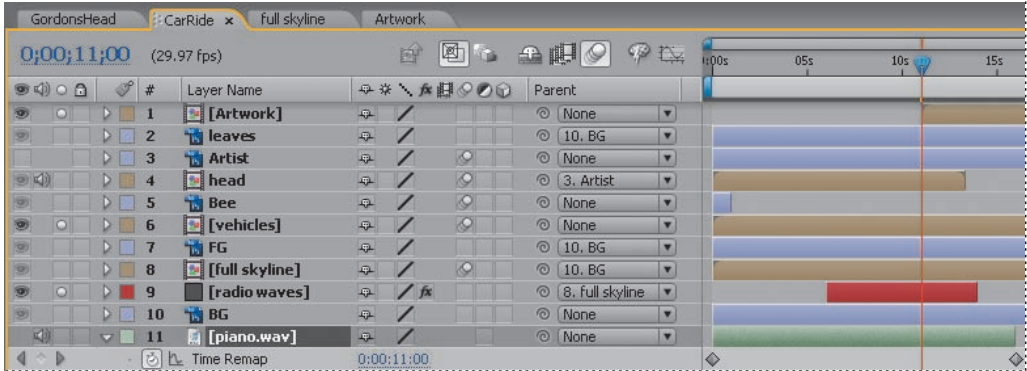 GordonsHead CarRide x full skyline Artwork
0;00;11;00 (29.97 fps)
:00s 05s 10s 15s
# Layer Name fx Parent
1 [Artwork] None
2 leaves 10. BG
3 Artist None
4 head 3. Artist
5 Bee None
6 [vehicles] None
7 FG 10. BG
8 [full skyline] 10. BG
9 [radio waves] fx 8. full skyline
10 BG None
11 [piano.wav] None
Time Remap 0:00:11:00